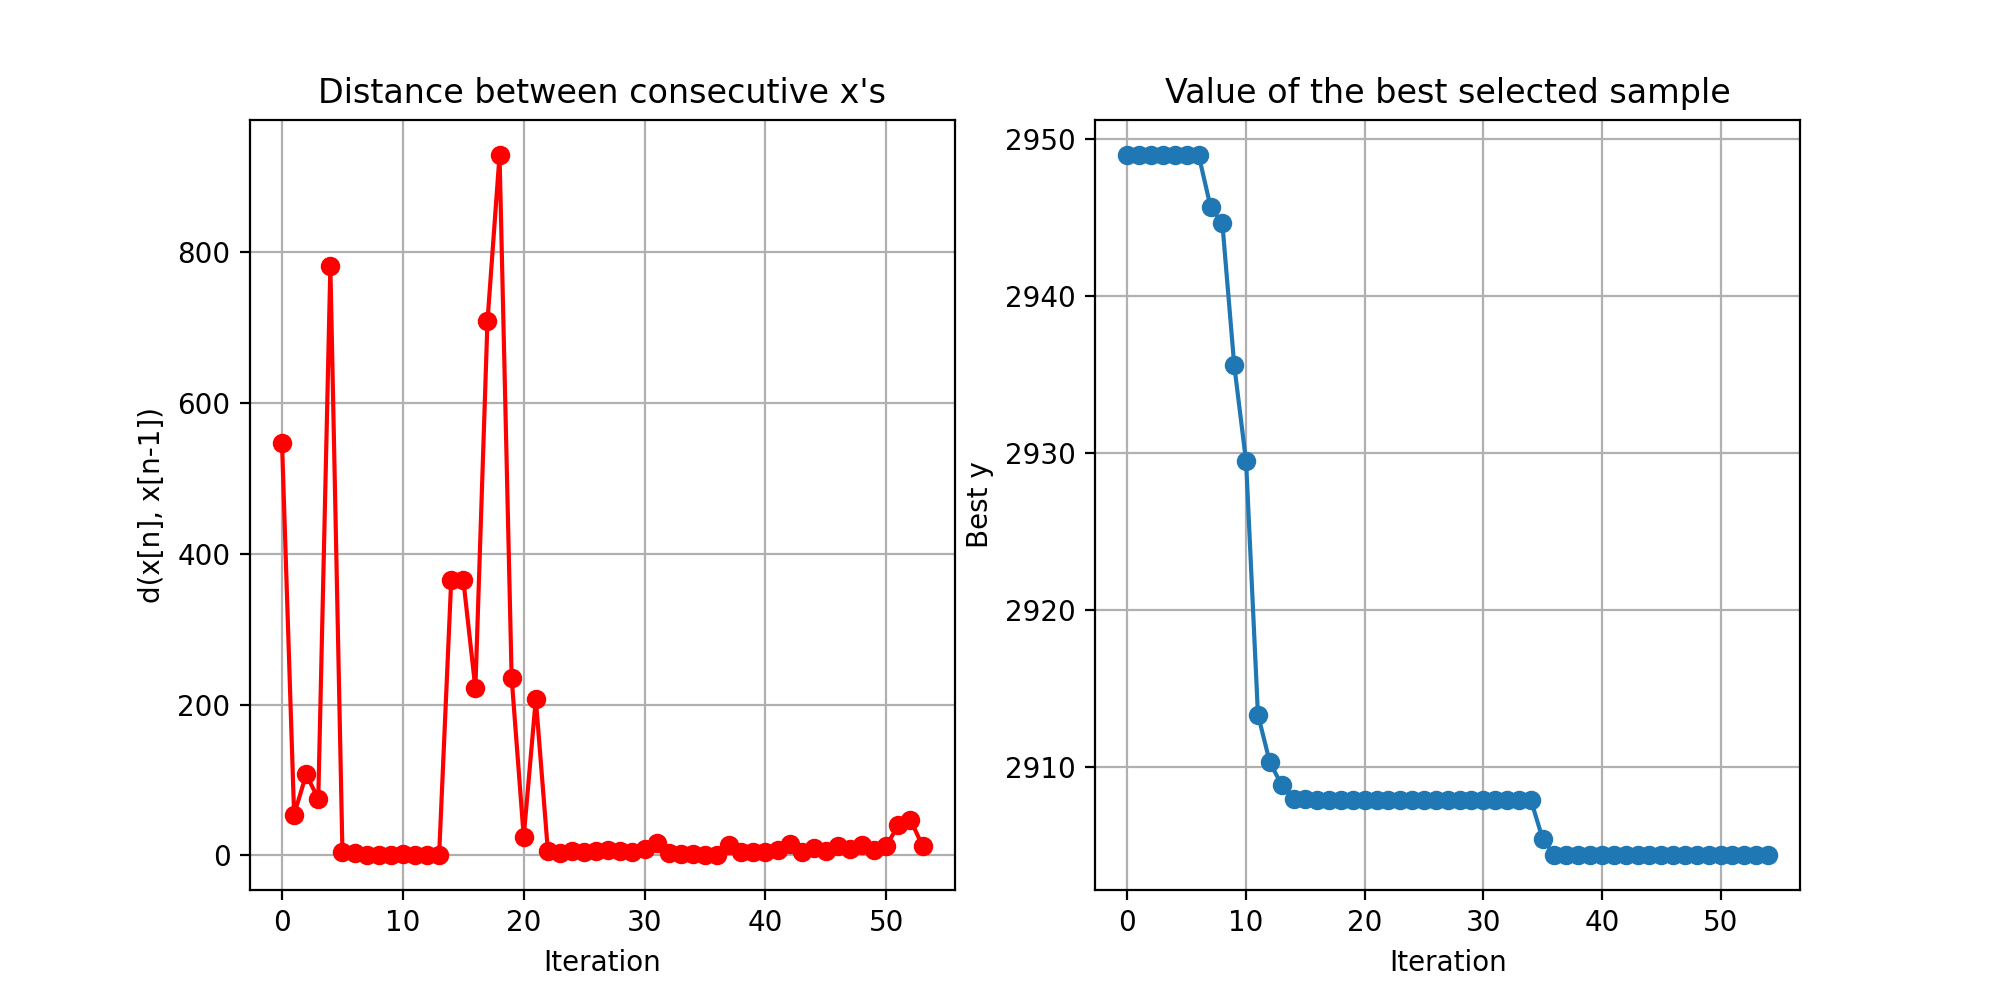 Distance between consecutive x's
d(x[n], x[n-1])
800
600
400
200
0
0 10 20 30 40 50
Iteration
Value of the best selected sample
Best y
2950
2940
2930
2920
2910
0 10 20 30 40 50
Iteration